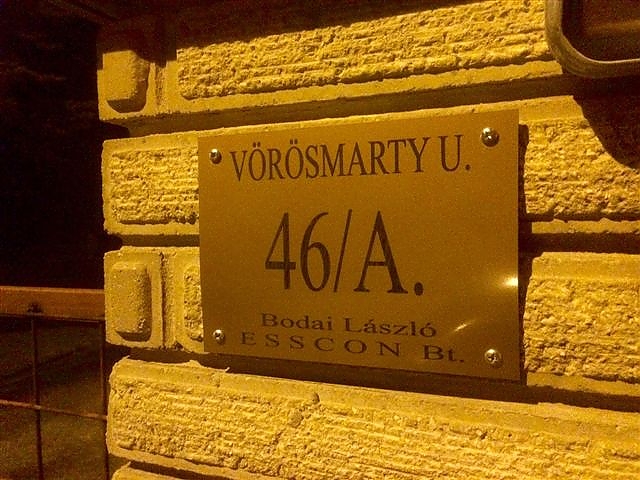 VÖRÖSMARTY U.
46/A.
Bodai László
ESSCON Bt.